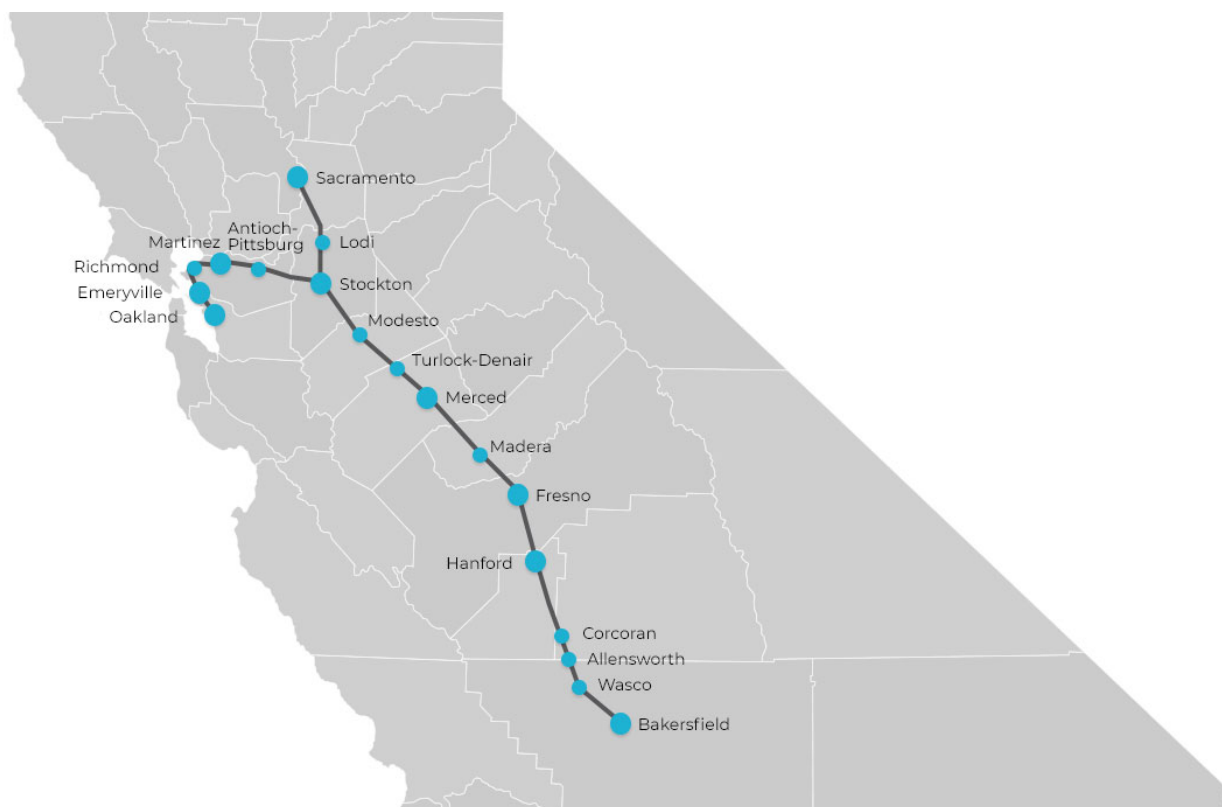 Sacramento
Antioch-
Martinez Pittsburg
Lodi
Richmond
Stockton
Emeryville
Oakland
Modesto
Turlock-Denair
Merced
Madera
Fresno
Hanford
Corcoran
Allensworth
Wasco
Bakersfield